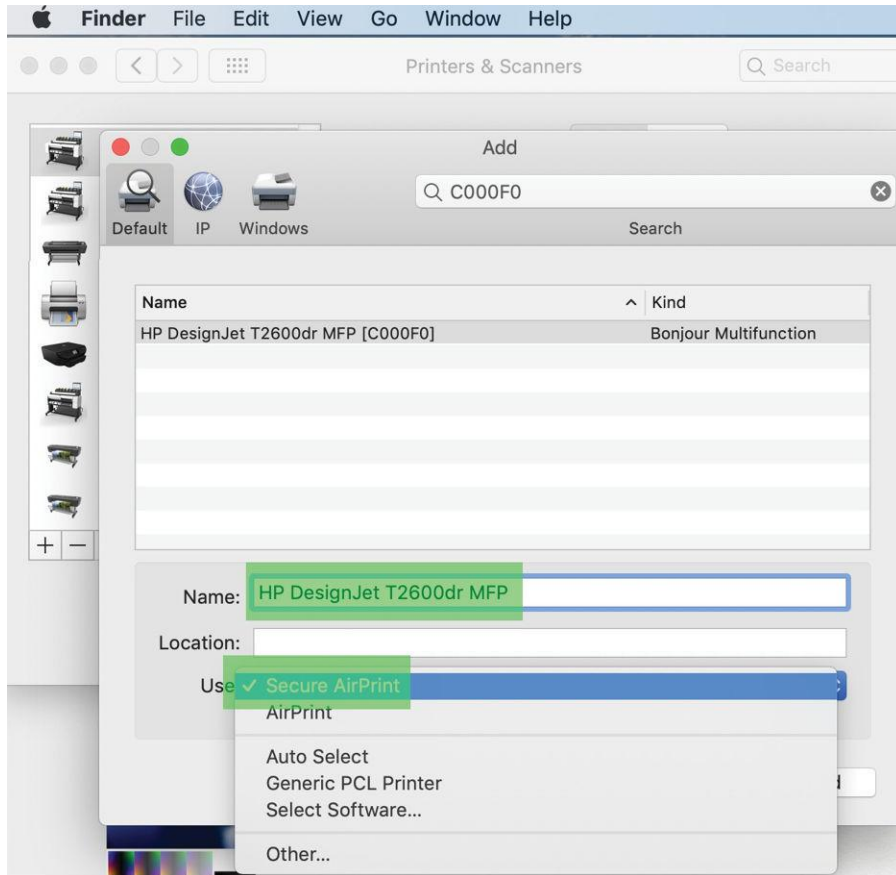 Finder File Edit View Go Window Help
Printers & Scanners Search
Add
C000F0
Default IP Windows Search
Name Kind
HP DesignJet T2600dr MFP [C000F0] Bonjour Multifunction
+ −
Name: HP DesignJet T2600dr MFP
Location:
Use ✓ Secure AirPrint
AirPrint
Auto Select
Generic PCL Printer
Select Software...
Other...